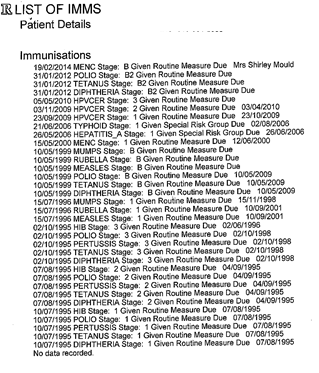 LIST OF IMMS
Patient Details
Immunisations
19/02/2014 MENC Stage: B Given Routine Measure Due Mrs Shirley Mould
31/01/2012 POLIO Stage: B2 Given Routine Measure Due
31/01/2012 TETANUS Stage: B2 Given Routine Measure Due
31/01/2012 DIPHTHERIA Stage: B2 Given Routine Measure Due
05/05/2010 HPVCER Stage: 3 Given Routine Measure Due
03/11/2009 HPVCER Stage: 2 Given Routine Measure Due 03/04/2010
23/09/2009 HPVCER Stage: 1 Given Routine Measure Due 23/10/2009
21/06/2006 TYPHOID Stage: 1 Given Special Risk Group Due 02/08/2006
26/05/2006 HEPATITIS_A Stage: 1 Given Special Risk Group Due 26/06/2006
15/05/2000 MENC Stage: 1 Given Routine Measure Due 12/06/2000
10/05/1999 MUMPS Stage: B Given Routine Measure Due
10/05/1999 RUBELLA Stage: B Given Routine Measure Due
10/05/1999 MEASLES Stage: B Given Routine Measure Due
10/05/1999 POLIO Stage: B Given Routine Measure Due 10/05/2009
10/05/1999 TETANUS Stage: B Given Routine Measure Due 10/05/2009
10/05/1999 DIPHTHERIA Stage: B Given Routine Measure Due 10/05/2009
15/07/1996 MUMPS Stage: 1 Given Routine Measure Due 15/11/1998
15/07/1996 RUBELLA Stage: 1 Given Routine Measure Due 10/09/2001
15/07/1996 MEASLES Stage: 1 Given Routine Measure Due 10/09/2001
02/10/1995 HIB Stage: 3 Given Routine Measure Due 02/06/1996
02/10/1995 POLIO Stage: 3 Given Routine Measure Due 02/10/1998
02/10/1995 PERTUSSIS Stage: 3 Given Routine Measure Due 02/10/1998
02/10/1995 TETANUS Stage: 3 Given Routine Measure Due 02/10/1998
02/10/1995 DIPHTHERIA Stage: 3 Given Routine Measure Due 02/10/1998
07/08/1995 HIB Stage: 2 Given Routine Measure Due 04/09/1995
07/08/1995 POLIO Stage: 2 Given Routine Measure Due 04/09/1995
07/08/1995 PERTUSSIS Stage: 2 Given Routine Measure Due 04/09/1995
07/08/1995 TETANUS Stage: 2 Given Routine Measure Due 04/09/1995
07/08/1995 DIPHTHERIA Stage: 2 Given Routine Measure Due 04/09/1995
10/07/1995 HIB Stage: 1 Given Routine Measure Due 07/08/1995
10/07/1995 POLIO Stage: 1 Given Routine Measure Due 07/08/1995
10/07/1995 PERTUSSIS Stage: 1 Given Routine Measure Due 07/08/1995
10/07/1995 TETANUS Stage: 1 Given Routine Measure Due 07/08/1995
10/07/1995 DIPHTHERIA Stage: 1 Given Routine Measure Due 07/08/1995
No data recorded.